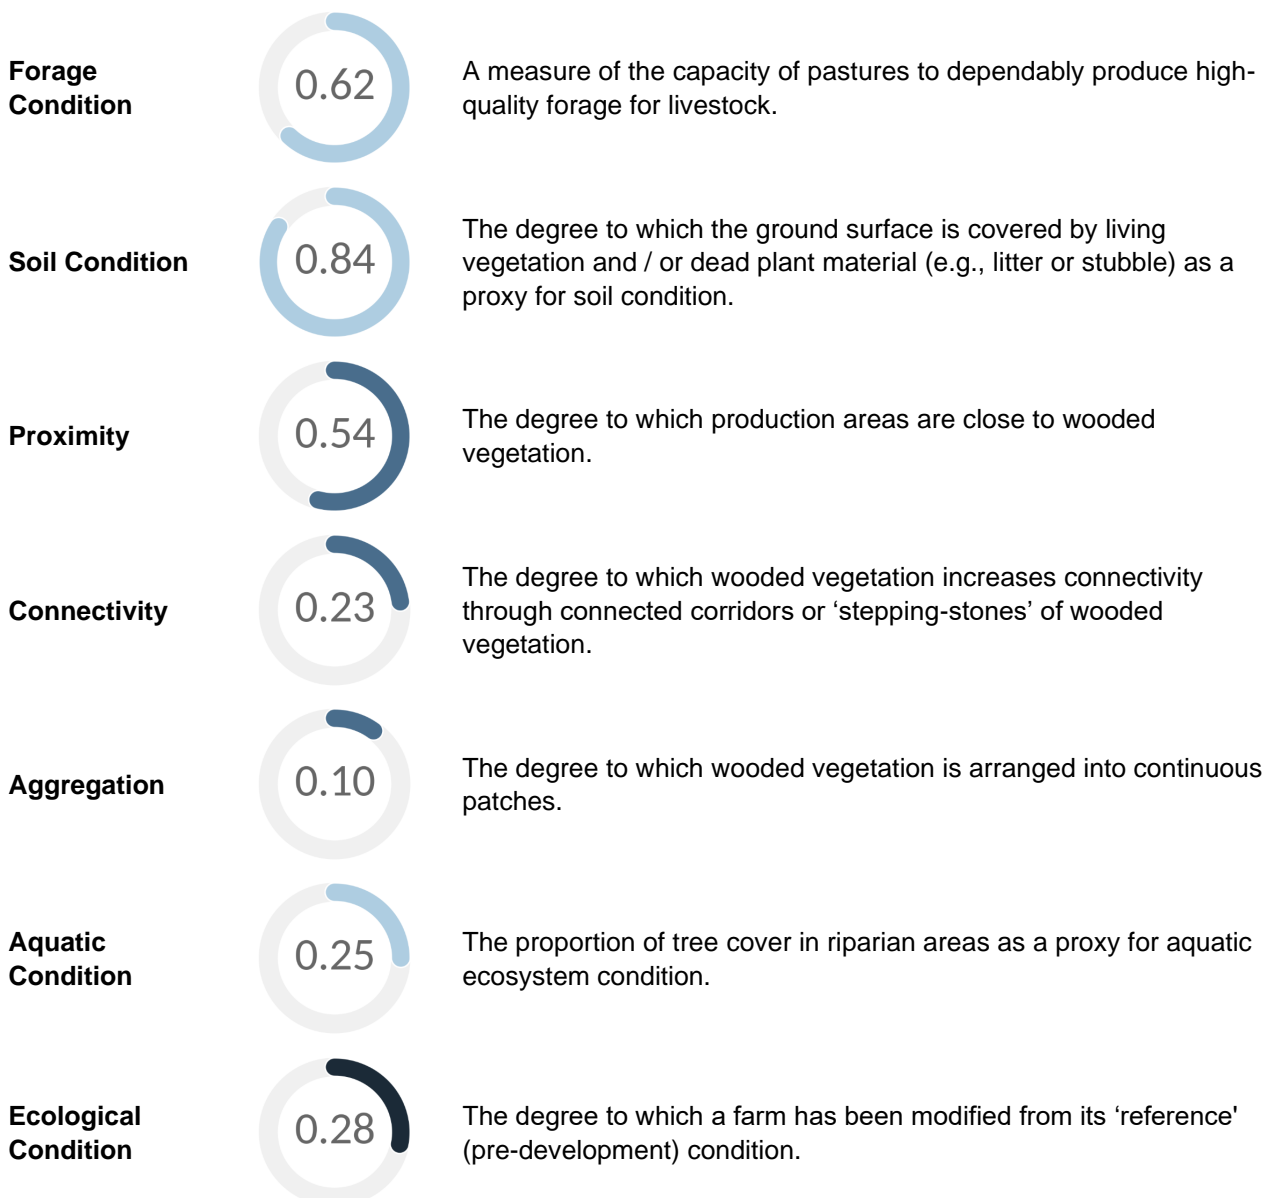 Forage
Condition
0.62
A measure of the capacity of pastures to dependably produce high-
quality forage for livestock.
Soil Condition
0.84
The degree to which the ground surface is covered by living
vegetation and / or dead plant material (e.g., litter or stubble) as a
proxy for soil condition.
Proximity
0.54
The degree to which production areas are close to wooded
vegetation.
Connectivity
0.23
The degree to which wooded vegetation increases connectivity
through connected corridors or ‘stepping-stones’ of wooded
vegetation.
Aggregation
0.10
The degree to which wooded vegetation is arranged into continuous
patches.
Aquatic
Condition
0.25
The proportion of tree cover in riparian areas as a proxy for aquatic
ecosystem condition.
Ecological
Condition
0.28
The degree to which a farm has been modified from its ‘reference'
(pre-development) condition.